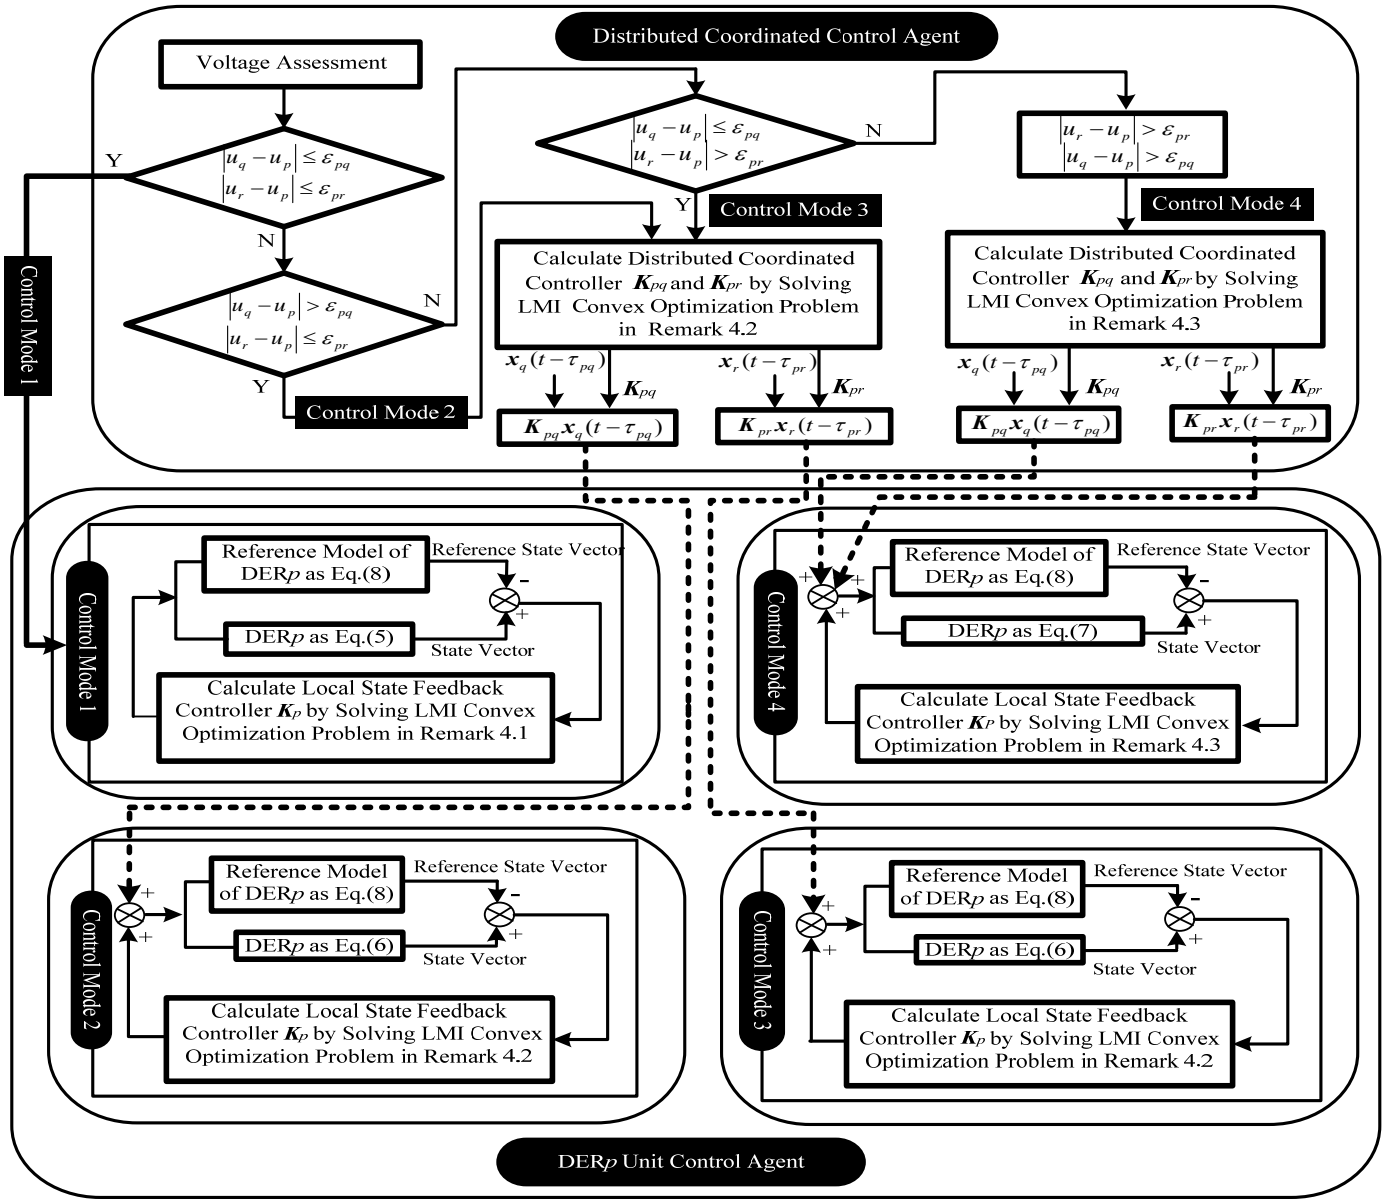 Distributed Coordinated Control Agent
Voltage Assessment
|u_q − u_p| ≤ ε_pq
|u_r − u_p| ≤ ε_pr
Y
N
Control Mode 1
|u_q − u_p| > ε_pq
|u_r − u_p| ≤ ε_pr
N
Y
Control Mode 2
|u_q − u_p| ≤ ε_pq
|u_r − u_p| > ε_pr
N
Y
Control Mode 3
|u_r − u_p| > ε_pr
|u_q − u_p| > ε_pq
Control Mode 4
Calculate Distributed Coordinated
Controller K_pq and K_pr by Solving
LMI Convex Optimization Problem
in Remark 4.2
x_q(t − τ_pq)
K_pq
x_r(t − τ_pr)
K_pr
K_pq x_q(t − τ_pq)
K_pr x_r(t − τ_pr)
Calculate Distributed Coordinated
Controller K_pq and K_pr by Solving
LMI Convex Optimization Problem
in Remark 4.3
x_q(t − τ_pq)
K_pq
x_r(t − τ_pr)
K_pr
K_pq x_q(t − τ_pq)
K_pr x_r(t − τ_pr)
Control Mode 1
Reference Model of
DERp as Eq.(8)
Reference State Vector
-
+
DERp as Eq.(5)
State Vector
Calculate Local State Feedback
Controller K_p by Solving LMI Convex
Optimization Problem in Remark 4.1
Control Mode 4
+
+
+
Reference Model of
DERp as Eq.(8)
Reference State Vector
-
+
DERp as Eq.(7)
State Vector
Calculate Local State Feedback
Controller K_P by Solving LMI Convex
Optimization Problem in Remark 4.3
Control Mode 2
+
+
Reference Model
of DERp as Eq.(8)
Reference State Vector
-
+
DERp as Eq.(6)
State Vector
Calculate Local State Feedback
Controller K_p by Solving LMI Convex
Optimization Problem in Remark 4.2
Control Mode 3
+
+
Reference Model
of DERp as Eq.(8)
Reference State Vector
-
+
DERp as Eq.(6)
State Vector
Calculate Local State Feedback
Controller K_p by Solving LMI Convex
Optimization Problem in Remark 4.2
DERp Unit Control Agent